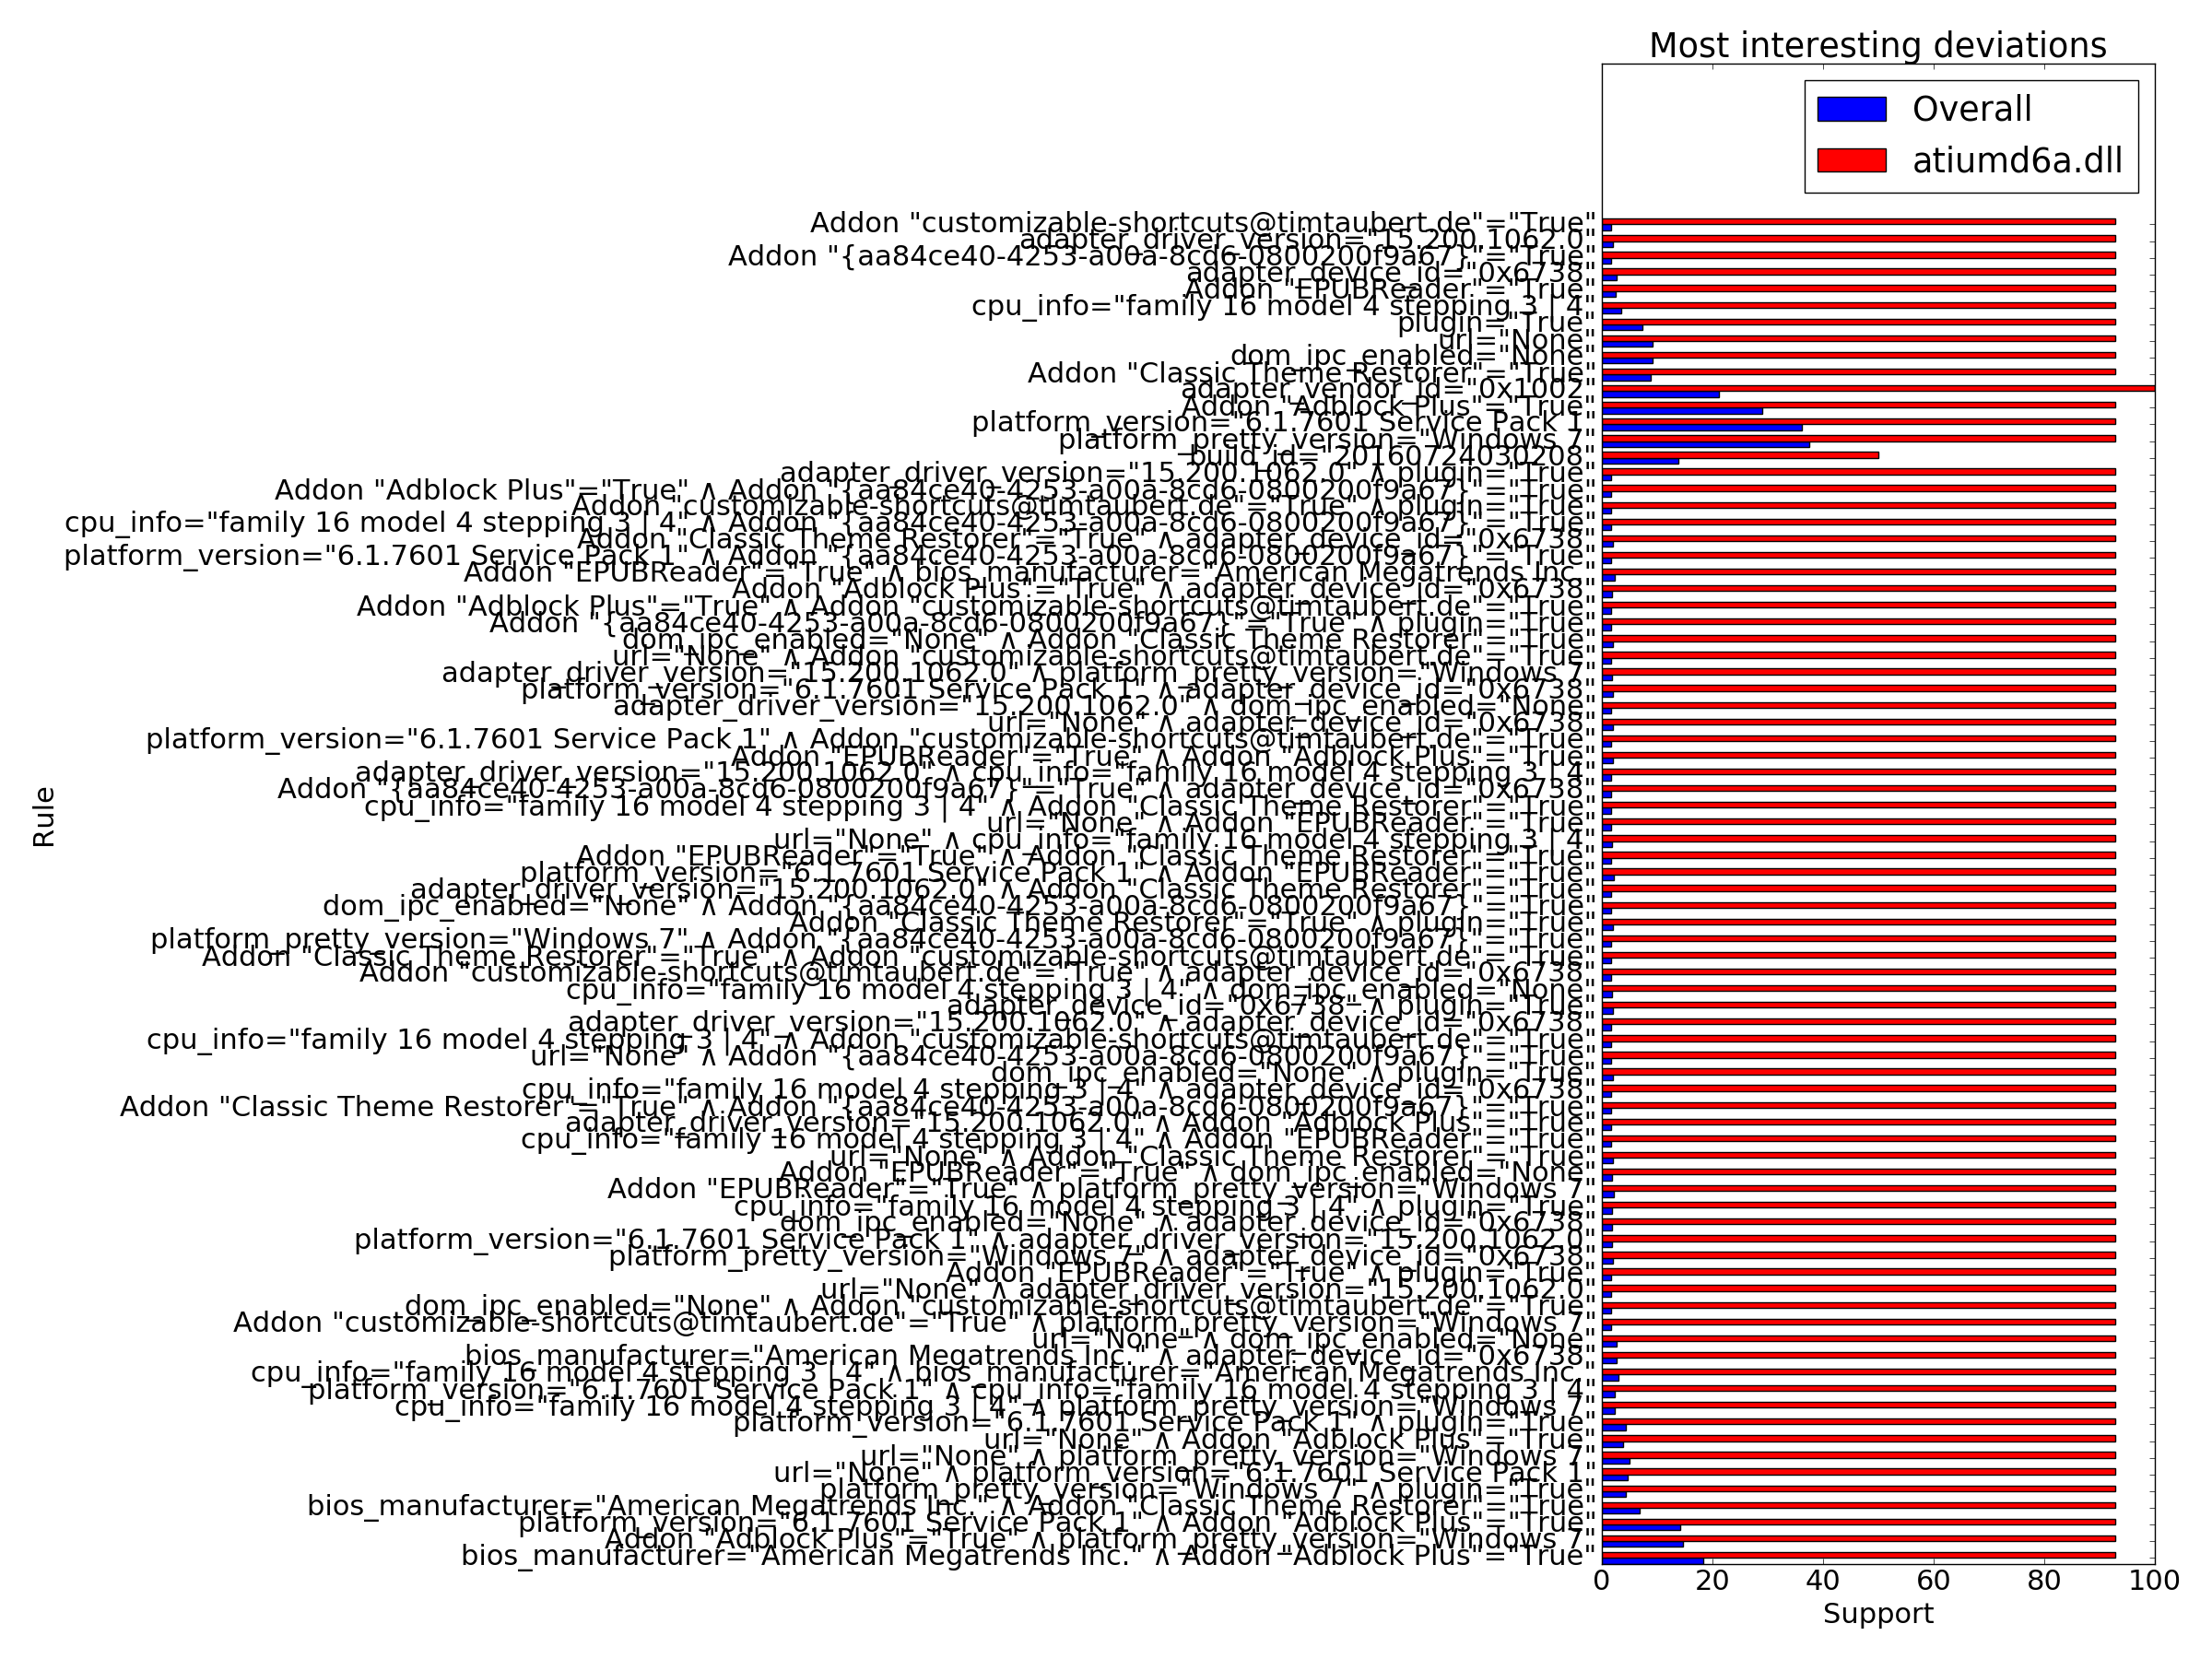 Most interesting deviations
Overall
atiumd6a.dll
Addon "customizable-shortcuts@timtaubert.de"="True"
adapter_driver_version="15.200.1062.0"
Addon "{aa84ce40-4253-a00a-8cd6-0800200f9a67}"="True"
adapter_device_id="0x6738"
Addon "EPUBReader"="True"
cpu_info="family 16 model 4 stepping 3 | 4"
plugin="True"
url="None"
dom_ipc_enabled="None"
Addon "Classic Theme Restorer"="True"
adapter_vendor_id="0x1002"
Addon "Adblock Plus"="True"
platform_version="6.1.7601 Service Pack 1"
platform_pretty_version="Windows 7"
build_id="20160724030208"
adapter_driver_version="15.200.1062.0" ∧ plugin="True"
Addon "Adblock Plus"="True" ∧ Addon "{aa84ce40-4253-a00a-8cd6-0800200f9a67}"="True"
Addon "customizable-shortcuts@timtaubert.de"="True" ∧ plugin="True"
cpu_info="family 16 model 4 stepping 3 | 4" ∧ Addon "{aa84ce40-4253-a00a-8cd6-0800200f9a67}"="True"
Addon "Classic Theme Restorer"="True" ∧ adapter_device_id="0x6738"
platform_version="6.1.7601 Service Pack 1" ∧ Addon "{aa84ce40-4253-a00a-8cd6-0800200f9a67}"="True"
Addon "EPUBReader"="True" ∧ bios_manufacturer="American Megatrends Inc."
Addon "Adblock Plus"="True" ∧ adapter_device_id="0x6738"
Addon "Adblock Plus"="True" ∧ Addon "customizable-shortcuts@timtaubert.de"="True"
Addon "{aa84ce40-4253-a00a-8cd6-0800200f9a67}"="True" ∧ plugin="True"
dom_ipc_enabled="None" ∧ Addon "Classic Theme Restorer"="True"
url="None" ∧ Addon "customizable-shortcuts@timtaubert.de"="True"
adapter_driver_version="15.200.1062.0" ∧ platform_pretty_version="Windows 7"
platform_version="6.1.7601 Service Pack 1" ∧ adapter_device_id="0x6738"
adapter_driver_version="15.200.1062.0" ∧ dom_ipc_enabled="None"
url="None" ∧ adapter_device_id="0x6738"
platform_version="6.1.7601 Service Pack 1" ∧ Addon "customizable-shortcuts@timtaubert.de"="True"
Addon "EPUBReader"="True" ∧ Addon "Adblock Plus"="True"
adapter_driver_version="15.200.1062.0" ∧ cpu_info="family 16 model 4 stepping 3 | 4"
Addon "{aa84ce40-4253-a00a-8cd6-0800200f9a67}"="True" ∧ adapter_device_id="0x6738"
cpu_info="family 16 model 4 stepping 3 | 4" ∧ Addon "Classic Theme Restorer"="True"
url="None" ∧ Addon "EPUBReader"="True"
url="None" ∧ cpu_info="family 16 model 4 stepping 3 | 4"
Addon "EPUBReader"="True" ∧ Addon "Classic Theme Restorer"="True"
platform_version="6.1.7601 Service Pack 1" ∧ Addon "EPUBReader"="True"
adapter_driver_version="15.200.1062.0" ∧ Addon "Classic Theme Restorer"="True"
dom_ipc_enabled="None" ∧ Addon "{aa84ce40-4253-a00a-8cd6-0800200f9a67}"="True"
Addon "Classic Theme Restorer"="True" ∧ plugin="True"
platform_pretty_version="Windows 7" ∧ Addon "{aa84ce40-4253-a00a-8cd6-0800200f9a67}"="True"
Addon "Classic Theme Restorer"="True" ∧ Addon "customizable-shortcuts@timtaubert.de"="True"
Addon "customizable-shortcuts@timtaubert.de"="True" ∧ adapter_device_id="0x6738"
cpu_info="family 16 model 4 stepping 3 | 4" ∧ dom_ipc_enabled="None"
adapter_device_id="0x6738" ∧ plugin="True"
adapter_driver_version="15.200.1062.0" ∧ adapter_device_id="0x6738"
cpu_info="family 16 model 4 stepping 3 | 4" ∧ Addon "customizable-shortcuts@timtaubert.de"="True"
url="None" ∧ Addon "{aa84ce40-4253-a00a-8cd6-0800200f9a67}"="True"
dom_ipc_enabled="None" ∧ plugin="True"
cpu_info="family 16 model 4 stepping 3 | 4" ∧ adapter_device_id="0x6738"
Addon "Classic Theme Restorer"="True" ∧ Addon "{aa84ce40-4253-a00a-8cd6-0800200f9a67}"="True"
adapter_driver_version="15.200.1062.0" ∧ Addon "Adblock Plus"="True"
cpu_info="family 16 model 4 stepping 3 | 4" ∧ Addon "EPUBReader"="True"
url="None" ∧ Addon "Classic Theme Restorer"="True"
Addon "EPUBReader"="True" ∧ dom_ipc_enabled="None"
Addon "EPUBReader"="True" ∧ platform_pretty_version="Windows 7"
cpu_info="family 16 model 4 stepping 3 | 4" ∧ plugin="True"
dom_ipc_enabled="None" ∧ adapter_device_id="0x6738"
platform_version="6.1.7601 Service Pack 1" ∧ adapter_driver_version="15.200.1062.0"
platform_pretty_version="Windows 7" ∧ adapter_device_id="0x6738"
Addon "EPUBReader"="True" ∧ plugin="True"
url="None" ∧ adapter_driver_version="15.200.1062.0"
dom_ipc_enabled="None" ∧ Addon "customizable-shortcuts@timtaubert.de"="True"
Addon "customizable-shortcuts@timtaubert.de"="True" ∧ platform_pretty_version="Windows 7"
url="None" ∧ dom_ipc_enabled="None"
bios_manufacturer="American Megatrends Inc." ∧ adapter_device_id="0x6738"
cpu_info="family 16 model 4 stepping 3 | 4" ∧ bios_manufacturer="American Megatrends Inc."
platform_version="6.1.7601 Service Pack 1" ∧ cpu_info="family 16 model 4 stepping 3 | 4"
cpu_info="family 16 model 4 stepping 3 | 4" ∧ platform_pretty_version="Windows 7"
platform_version="6.1.7601 Service Pack 1" ∧ plugin="True"
url="None" ∧ Addon "Adblock Plus"="True"
url="None" ∧ platform_pretty_version="Windows 7"
url="None" ∧ platform_version="6.1.7601 Service Pack 1"
platform_pretty_version="Windows 7" ∧ plugin="True"
bios_manufacturer="American Megatrends Inc." ∧ Addon "Classic Theme Restorer"="True"
platform_version="6.1.7601 Service Pack 1" ∧ Addon "Adblock Plus"="True"
Addon "Adblock Plus"="True" ∧ platform_pretty_version="Windows 7"
bios_manufacturer="American Megatrends Inc." ∧ Addon "Adblock Plus"="True"
Rule
0 20 40 60 80 100
Support